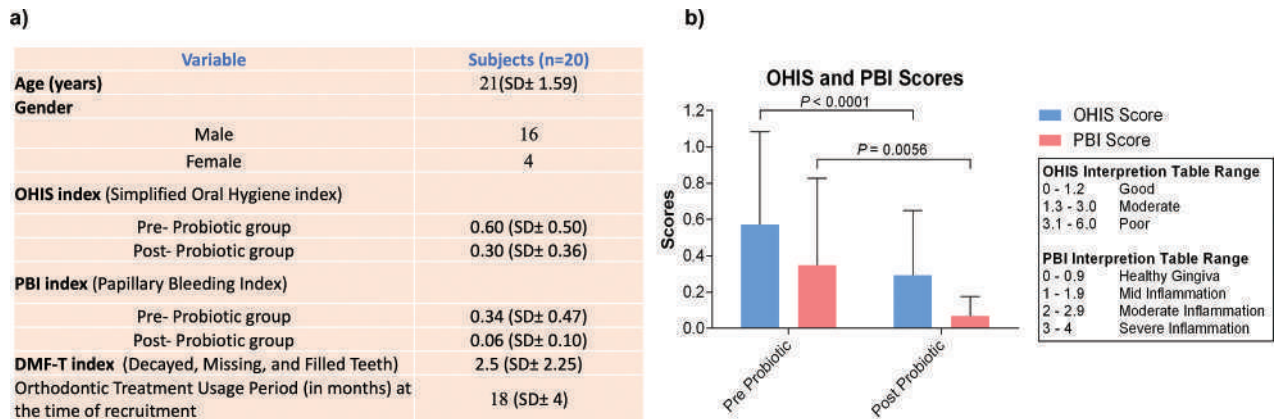 a)
Variable Subjects (n=20)
Age (years) 21(SD± 1.59)
Gender
Male 16
Female 4
OHIS index (Simplified Oral Hygiene index)
Pre- Probiotic group 0.60 (SD± 0.50)
Post- Probiotic group 0.30 (SD± 0.36)
PBI index (Papillary Bleeding Index)
Pre- Probiotic group 0.34 (SD± 0.47)
Post- Probiotic group 0.06 (SD± 0.10)
DMF-T index (Decayed, Missing, and Filled Teeth) 2.5 (SD± 2.25)
Orthodontic Treatment Usage Period (in months) at
the time of recruitment 18 (SD± 4)
b)
OHIS and PBI Scores
P < 0.0001
P = 0.0056
Scores
1.2
1.0
0.8
0.6
0.4
0.2
0.0
Pre Probiotic
Post Probiotic
OHIS Score
PBI Score
OHIS Interpretion Table Range
0 - 1.2 Good
1.3 - 3.0 Moderate
3.1 - 6.0 Poor
PBI Interpretion Table Range
0 - 0.9 Healthy Gingiva
1 - 1.9 Mid Inflammation
2 - 2.9 Moderate Inflammation
3 - 4 Severe Inflammation